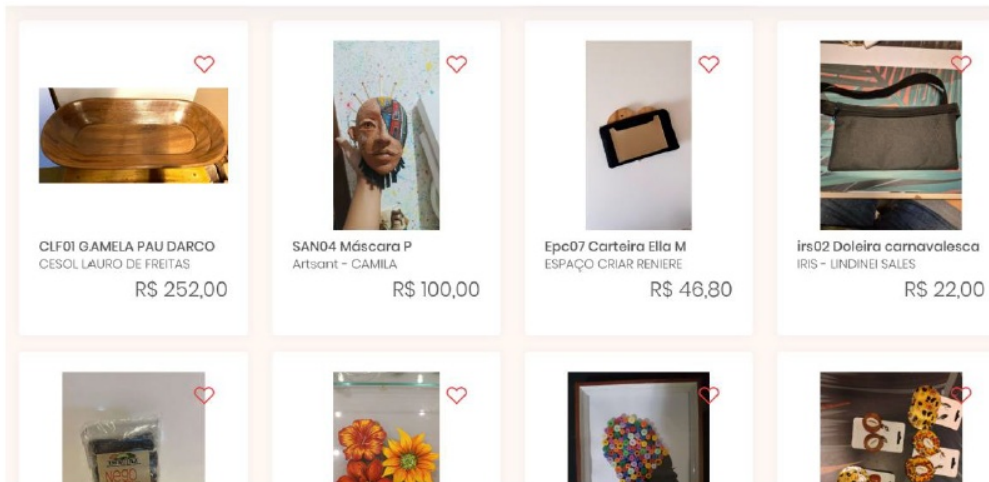 CLF01 GAMELA PAU DARCO
CESOL LAURO DE FREITAS
R$ 252,00
SAN04 Máscara P
Artsant - CAMILA
R$ 100,00
Epc07 Carteira Ella M
ESPAÇO CRIAR RENIERE
R$ 46,80
irs02 Doleira carnavalesca
IRIS - LINDINEI SALES
R$ 22,00
Nego